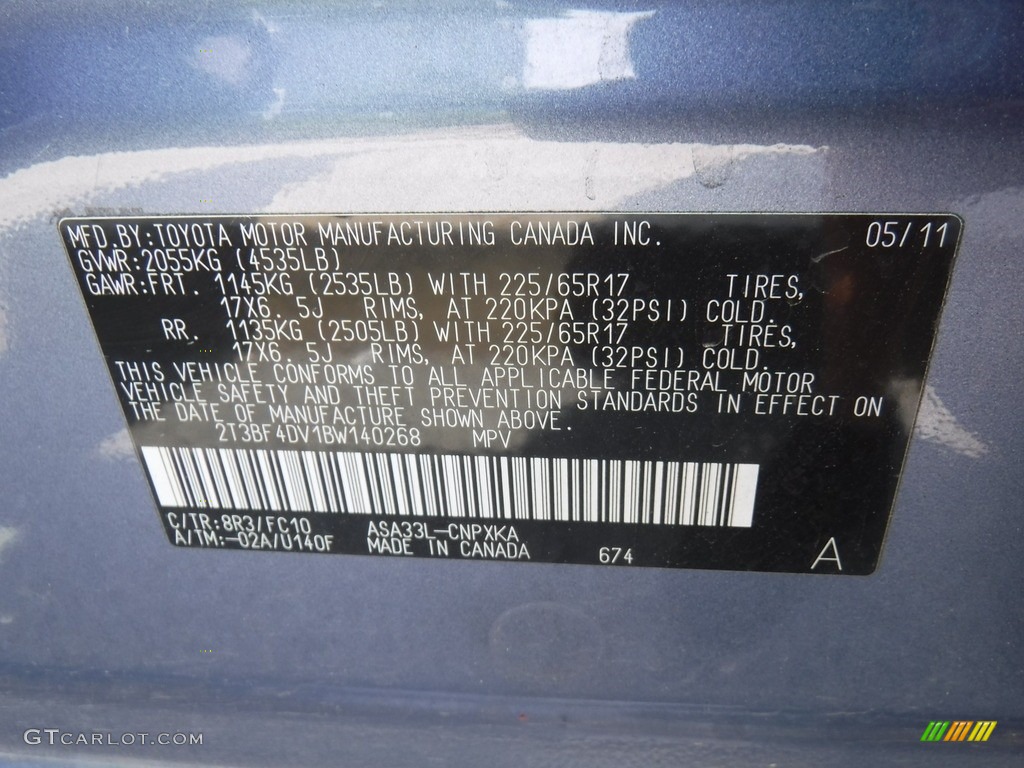 MFD.BY:TOYOTA MOTOR MANUFACTURING CANADA INC. 05/11
GVWR:2055KG (4535LB)
GAWR:FRT. 1145KG (2535LB) WITH 225/65R17 TIRES,
17X6.5J RIMS, AT 220KPA (32PSI) COLD.
RR. 1135KG (2505LB) WITH 225/65R17 TIRES,
17X6.5J RIMS, AT 220KPA (32PSI) COLD.
THIS VEHICLE CONFORMS TO ALL APPLICABLE FEDERAL MOTOR
VEHICLE SAFETY AND THEFT PREVENTION STANDARDS IN EFFECT ON
THE DATE OF MANUFACTURE SHOWN ABOVE.
2T3BF4DV1BW140268 MPV
C/TR:8R3/FC10 ASA33L-CNPXKA
A/TM:-02A/U140F MADE IN CANADA 674 A
GTCARLOT.COM